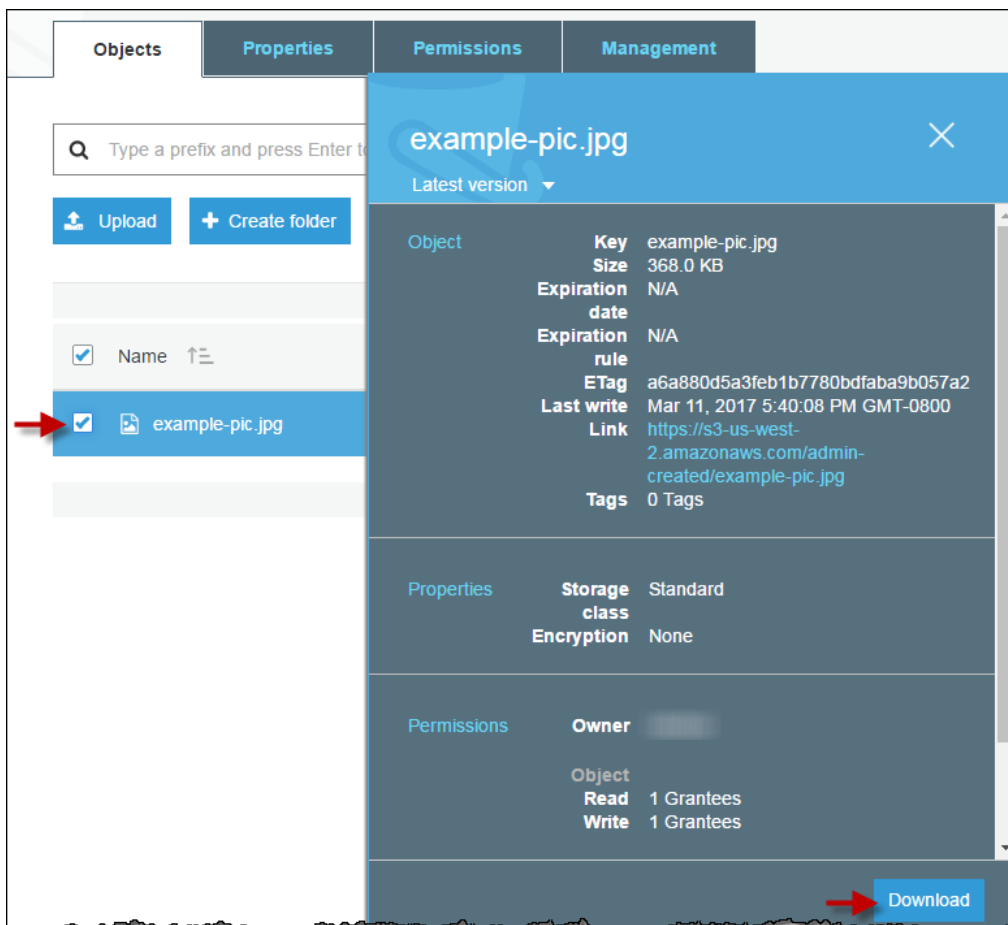 Objects
Properties
Permissions
Management
Type a prefix and press Enter to
Upload
Create folder
Name
example-pic.jpg
example-pic.jpg
Latest version
Object
Key example-pic.jpg
Size 368.0 KB
Expiration N/A
date
Expiration N/A
rule
ETag a6a880d5a3feb1b7780bdfaba9b057a2
Last write Mar 11, 2017 5:40:08 PM GMT-0800
Link https://s3-us-west-
2.amazonaws.com/admin-
created/example-pic.jpg
Tags 0 Tags
Properties
Storage Standard
class
Encryption None
Permissions
Owner
Object
Read 1 Grantees
Write 1 Grantees
Download